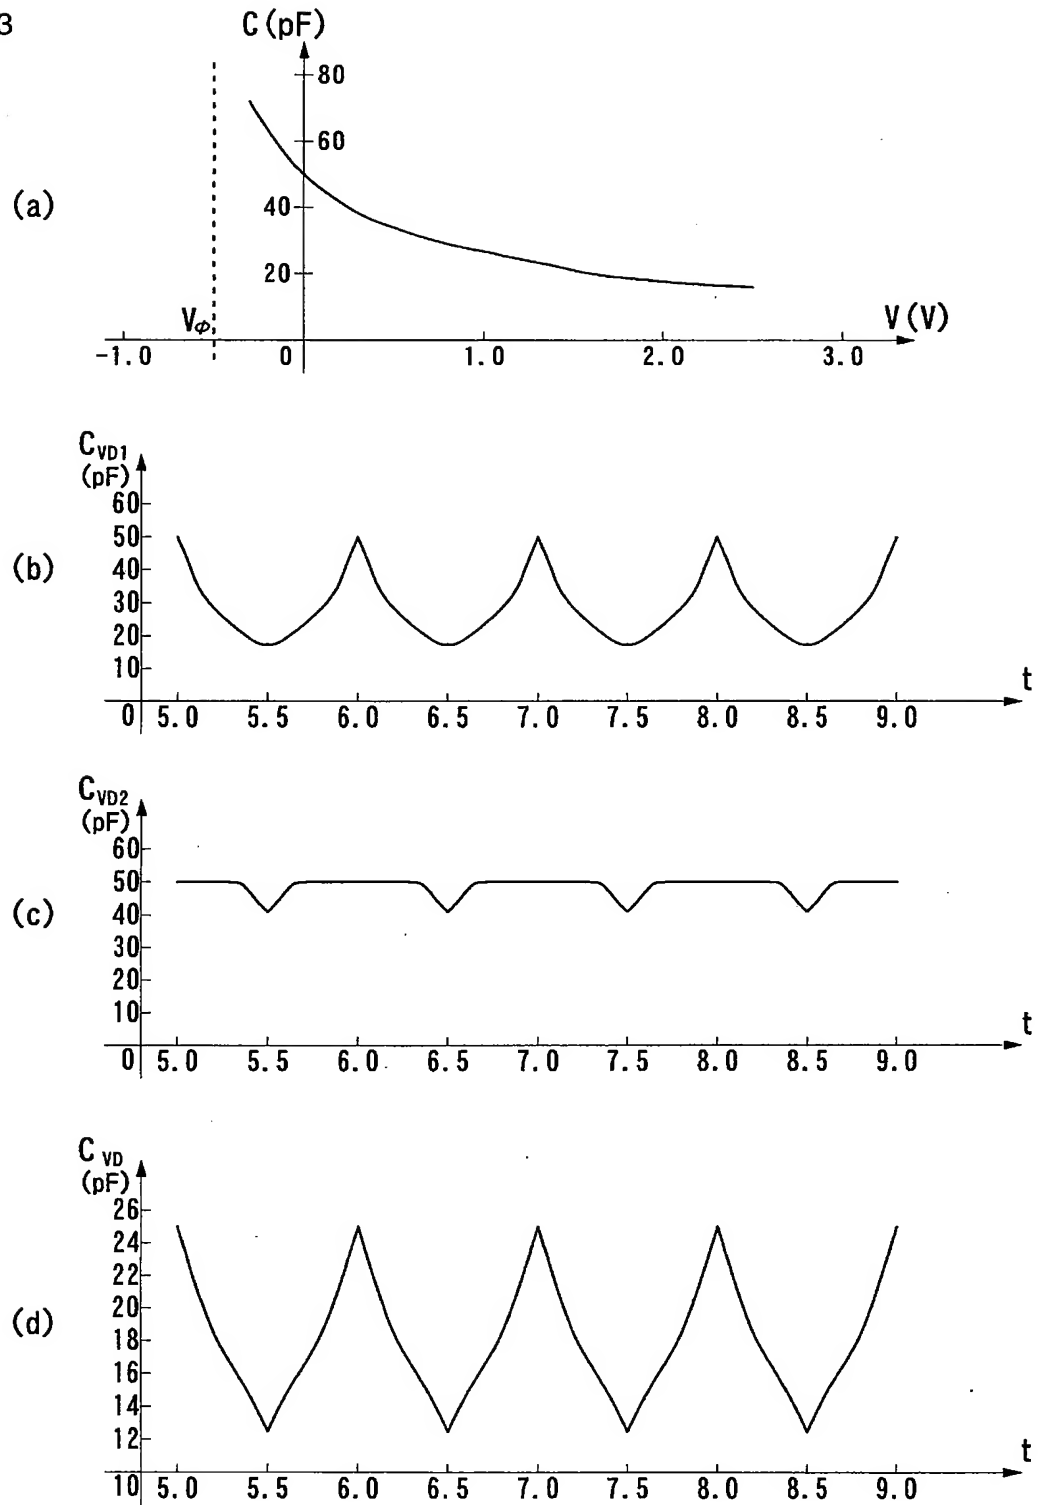 3
C(pF)
80
60
(a)
40
20
Vφ
V(V)
-1.0 0 1.0 2.0 3.0
CVD1
(pF)
60
50
(b)
40
30
20
10
t
0 5.0 5.5 6.0 6.5 7.0 7.5 8.0 8.5 9.0
CVD2
(pF)
60
50
(c)
40
30
20
10
t
0 5.0 5.5 6.0 6.5 7.0 7.5 8.0 8.5 9.0
CVD
(pF)
26
24
22
20
(d)
18
16
14
12
t
10 5.0 5.5 6.0 6.5 7.0 7.5 8.0 8.5 9.0